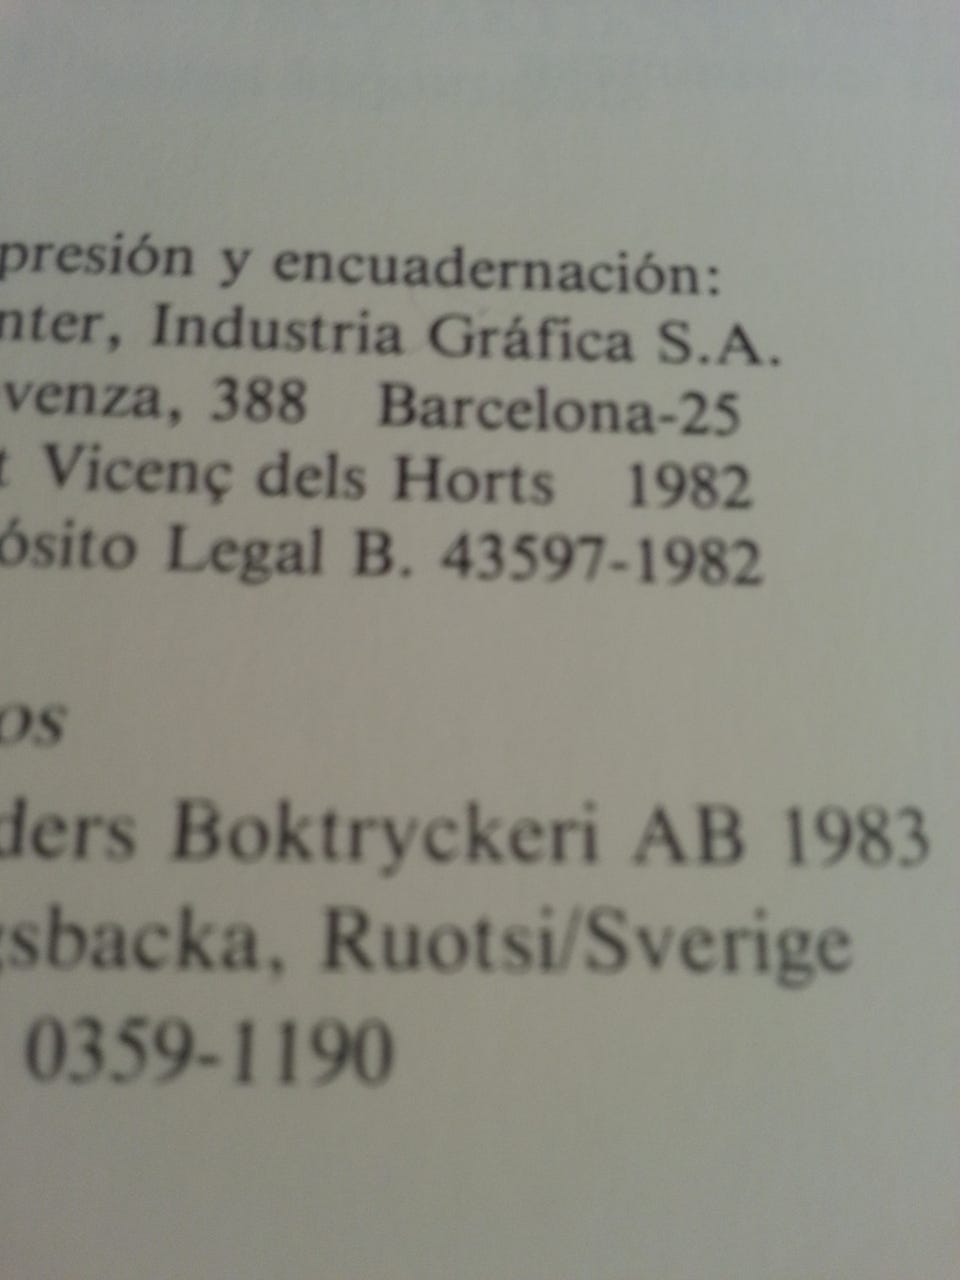 presión y encuadernación:
nter, Industria Gráfica S.A.
venza, 388 Barcelona-25
t Vicenç dels Horts 1982
ósito Legal B. 43597-1982
os
ders Boktryckeri AB 1983
gsbacka, Ruotsi/Sverige
0359-1190